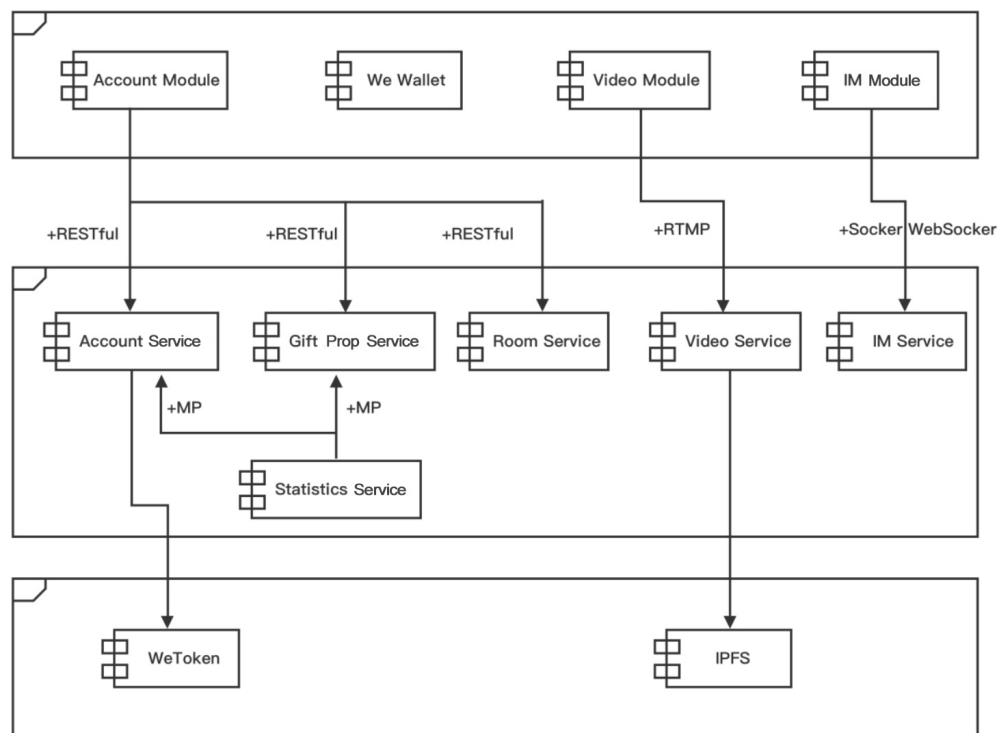 Account Module
We Wallet
Video Module
IM Module
+RESTful
+RESTful
+RESTful
+RTMP
+Socker WebSocker
Account Service
Gift Prop Service
Room Service
Video Service
IM Service
+MP
+MP
Statistics Service
WeToken
IPFS